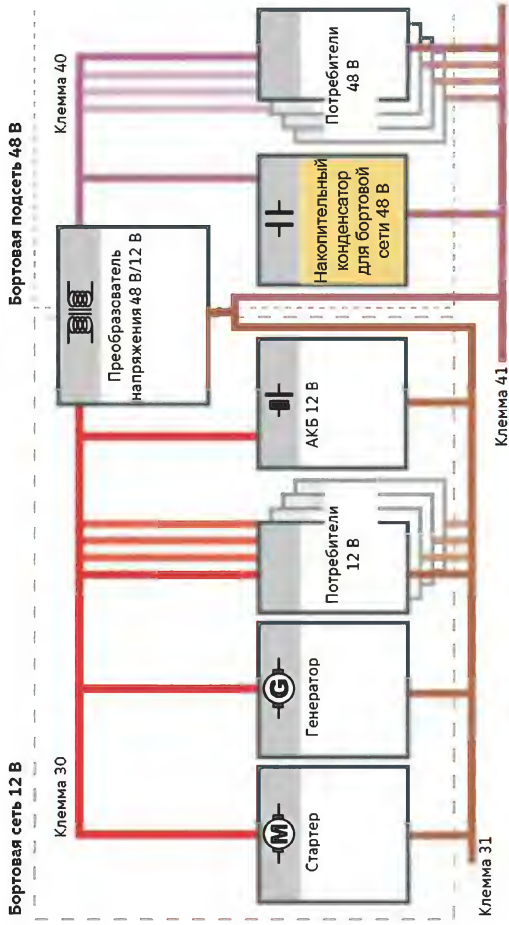 Бортовая сеть 12 В
Бортовая подсеть 48 В
Клемма 30
Клемма 40
Преобразователь
напряжения 48 В/12 В
M
Стартер
G
Генератор
Потребители
12 В
АКБ 12 В
Накопительный
конденсатор
для бортовой
сети 48 В
Потребители
48 В
Клемма 31
Клемма 41